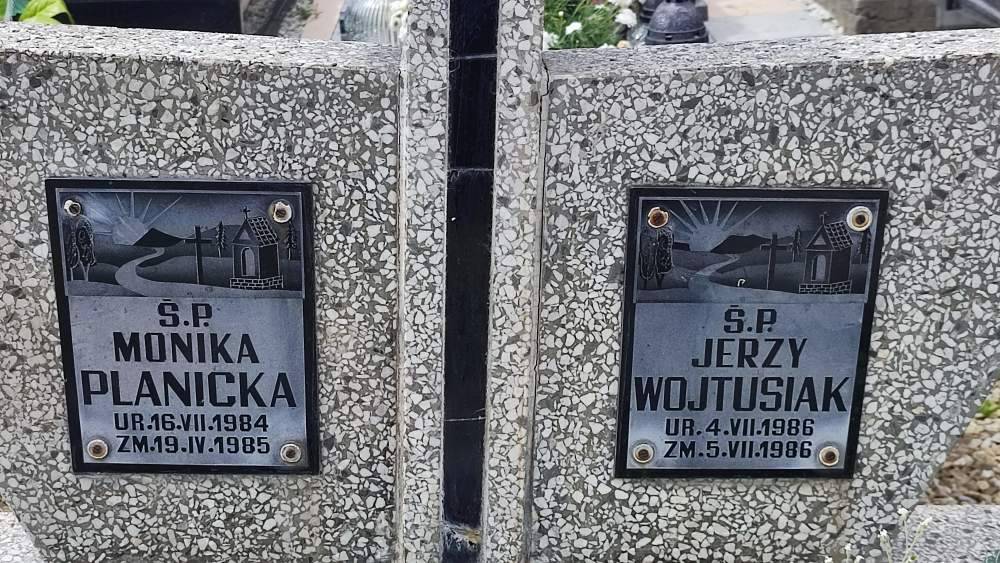 Ś.P.
MONIKA
PLANICKA
UR.16.VII.1984
ZM.19.IV.1985
Ś.P.
JERZY
WOJTUSIAK
UR.4.VII.1986
ZM.5.VII.1986